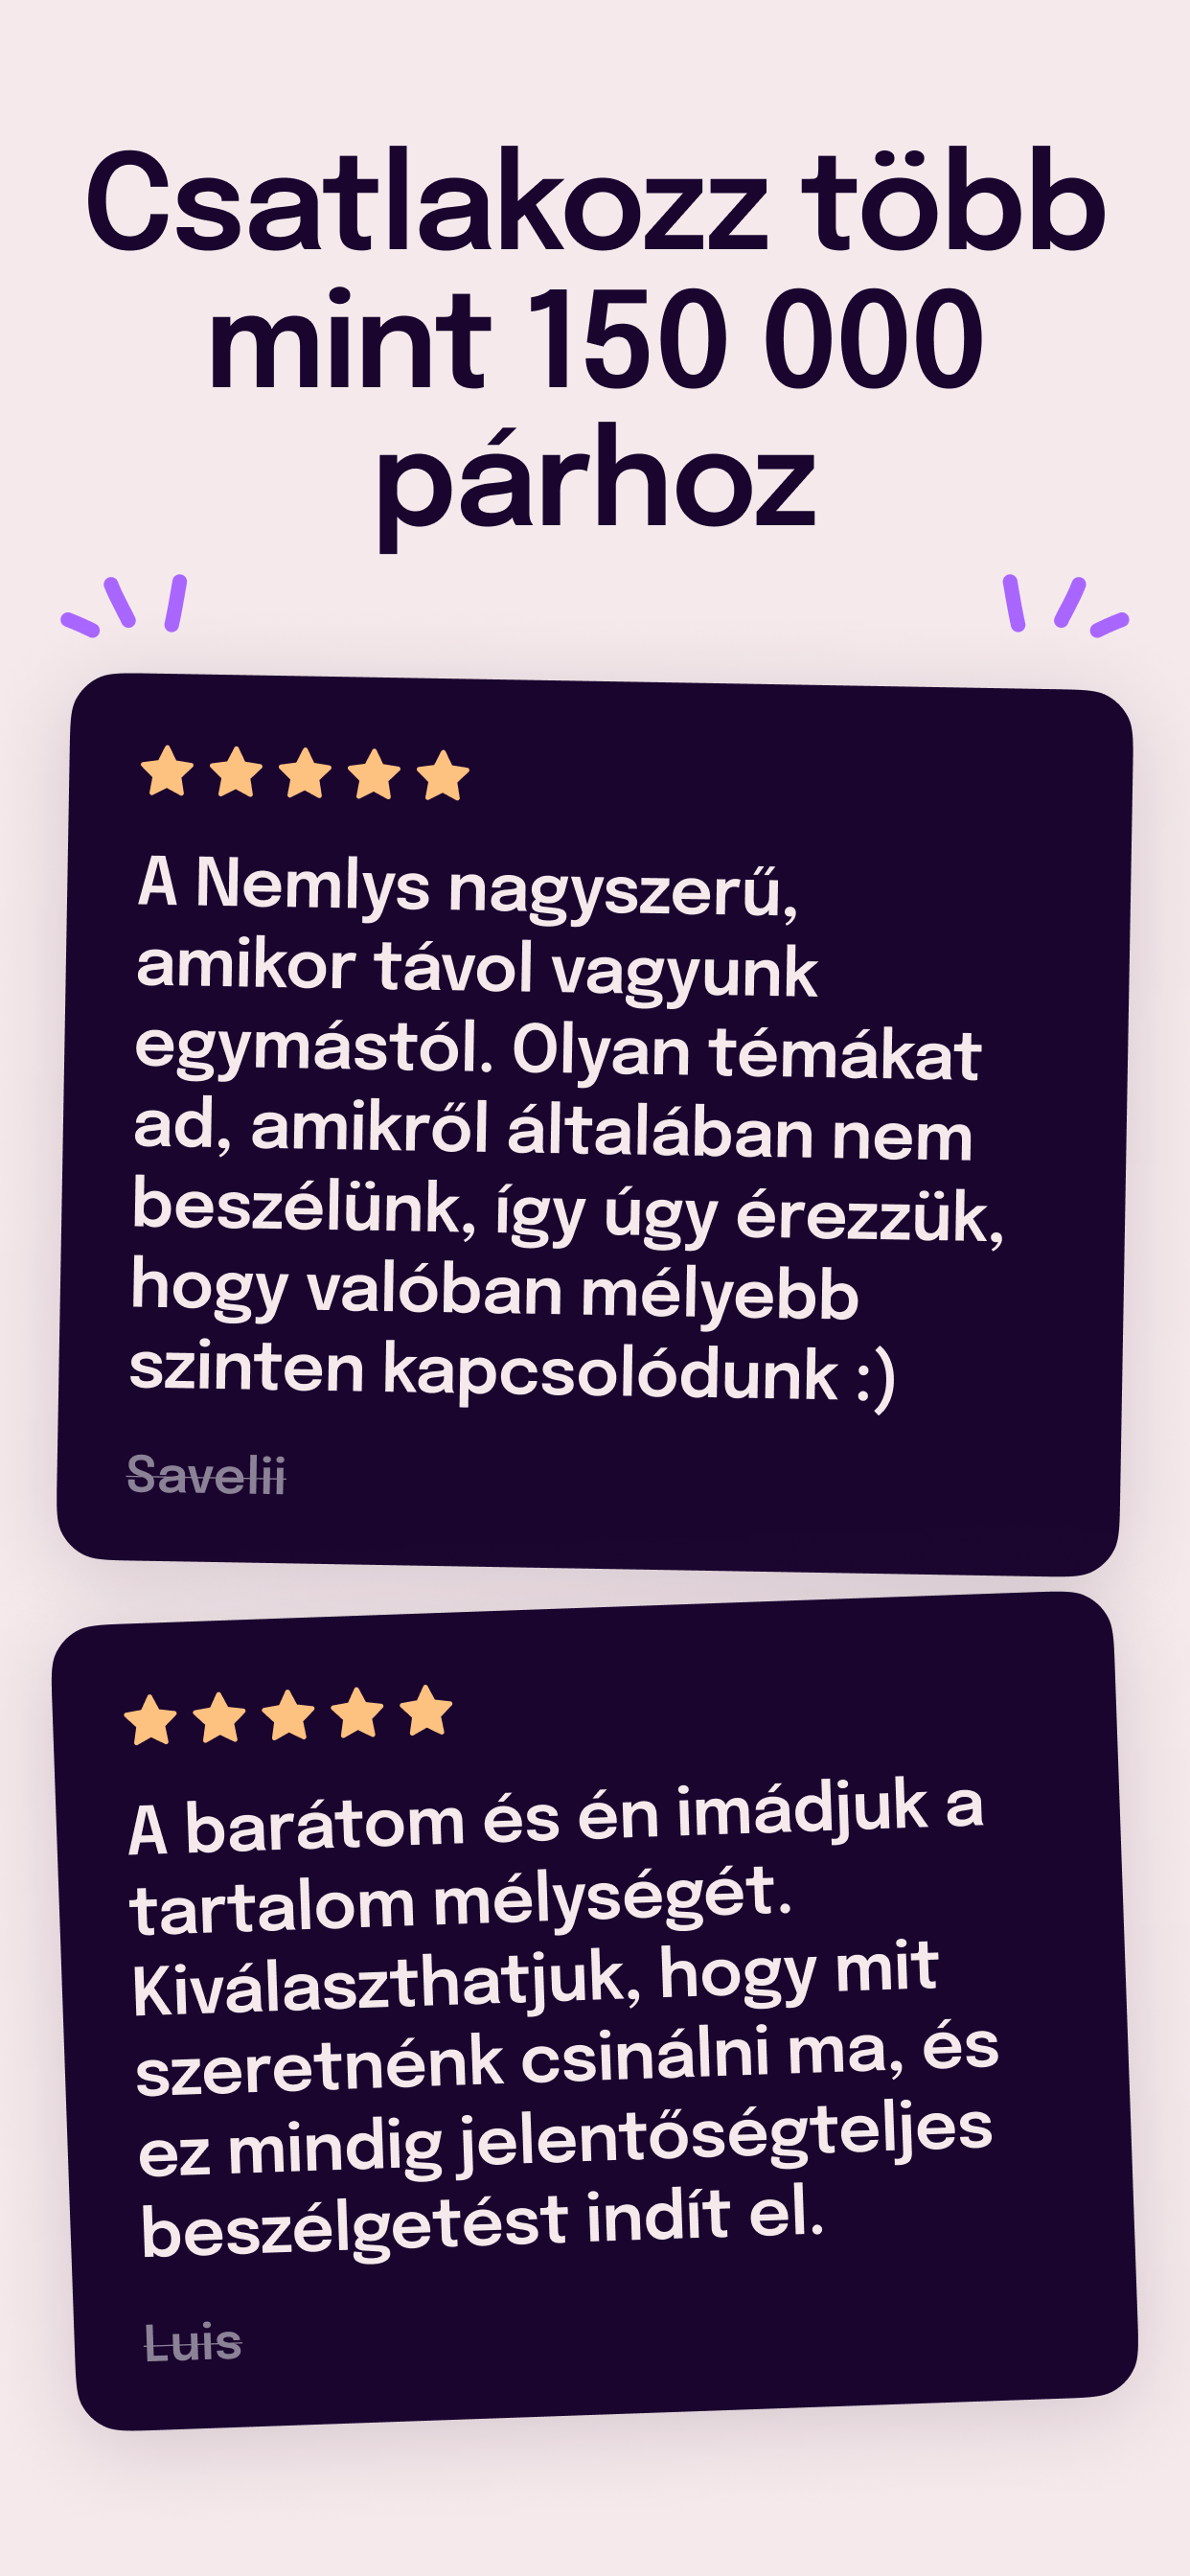 Csatlakozz több
mint 150 000
párhoz
A Nemlys nagyszerű,
amikor távol vagyunk
egymástól. Olyan témákat
ad, amikről általában nem
beszélünk, így úgy érezzük,
hogy valóban mélyebb
szinten kapcsolódunk :)
Savelii
A barátom és én imádjuk a
tartalom mélységét.
Kiválaszthatjuk, hogy mit
szeretnénk csinálni ma, és
ez mindig jelentőségteljes
beszélgetést indít el.
Luis